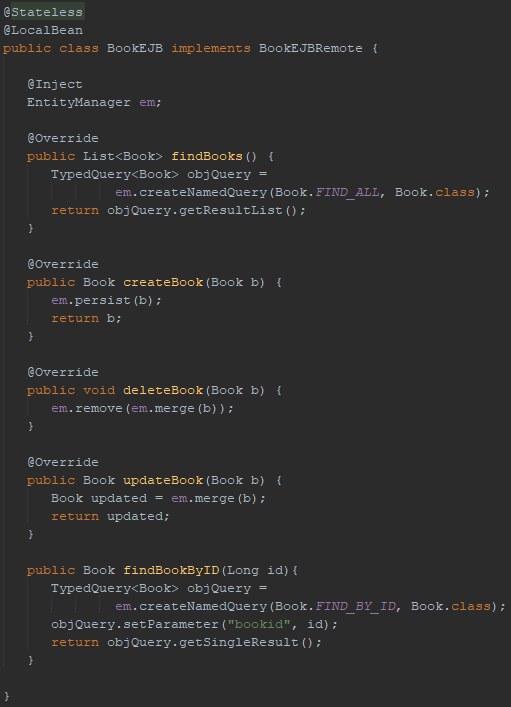 @Stateless
@LocalBean
public class BookEJB implements BookEJBRemote {
@Inject
EntityManager em;
@Override
public List<Book> findBooks() {
TypedQuery<Book> objQuery =
em.createNamedQuery(Book.FIND_ALL, Book.class);
return objQuery.getResultList();
}
@Override
public Book createBook(Book b) {
em.persist(b);
return b;
}
@Override
public void deleteBook(Book b) {
em.remove(em.merge(b));
}
@Override
public Book updateBook(Book b) {
Book updated = em.merge(b);
return updated;
}
public Book findBookByID(Long id){
TypedQuery<Book> objQuery =
em.createNamedQuery(Book.FIND_BY_ID, Book.class);
objQuery.setParameter("bookid", id);
return objQuery.getSingleResult();
}
}